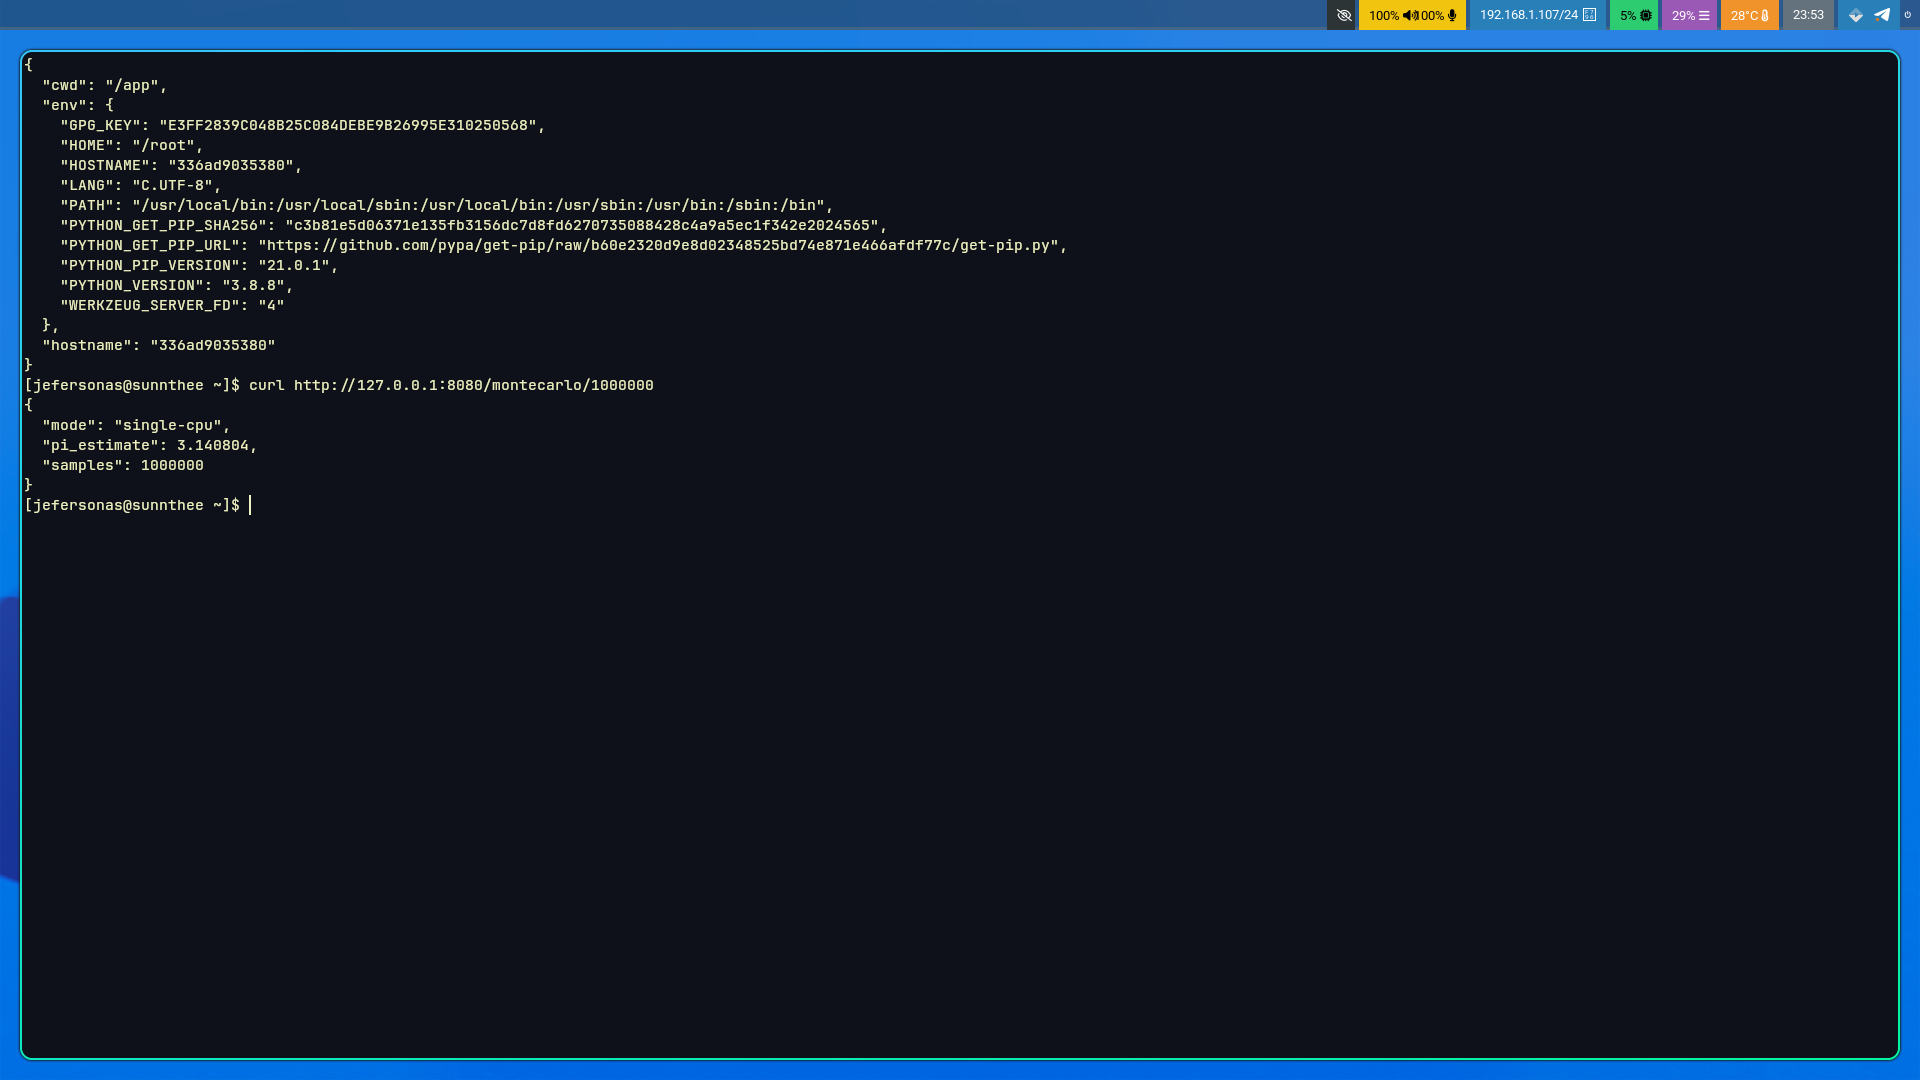 100% 100% 192.168.1.107/24 5% 29% 28°C 23:53
{
  "cwd": "/app",
  "env": {
    "GPG_KEY": "E3FF2839C048B25C084DEBE9B26995E310250568",
    "HOME": "/root",
    "HOSTNAME": "336ad9035380",
    "LANG": "C.UTF-8",
    "PATH": "/usr/local/bin:/usr/local/sbin:/usr/local/bin:/usr/sbin:/usr/bin:/sbin:/bin",
    "PYTHON_GET_PIP_SHA256": "c3b81e5d06371e135fb3156dc7d8fd6270735088428c4a9a5ec1f342e2024565",
    "PYTHON_GET_PIP_URL": "https://github.com/pypa/get-pip/raw/b60e2320d9e8d02348525bd74e871e466afdf77c/get-pip.py",
    "PYTHON_PIP_VERSION": "21.0.1",
    "PYTHON_VERSION": "3.8.8",
    "WERKZEUG_SERVER_FD": "4"
  },
  "hostname": "336ad9035380"
}
[jefersonas@sunnthee ~]$ curl http://127.0.0.1:8080/montecarlo/1000000
{
  "mode": "single-cpu",
  "pi_estimate": 3.140804,
  "samples": 1000000
}
[jefersonas@sunnthee ~]$